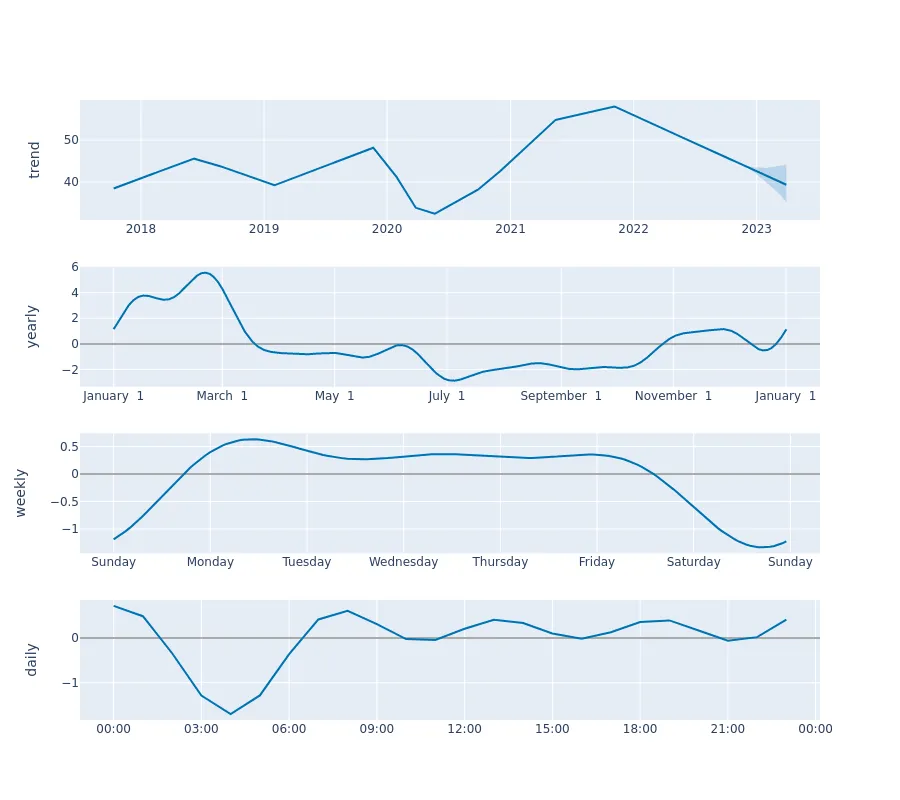 trend
50
40
2018 2019 2020 2021 2022 2023
yearly
6
4
2
0
−2
January 1 March 1 May 1 July 1 September 1 November 1 January 1
weekly
0.5
0
−0.5
−1
Sunday Monday Tuesday Wednesday Thursday Friday Saturday Sunday
daily
0
−1
00:00 03:00 06:00 09:00 12:00 15:00 18:00 21:00 00:00